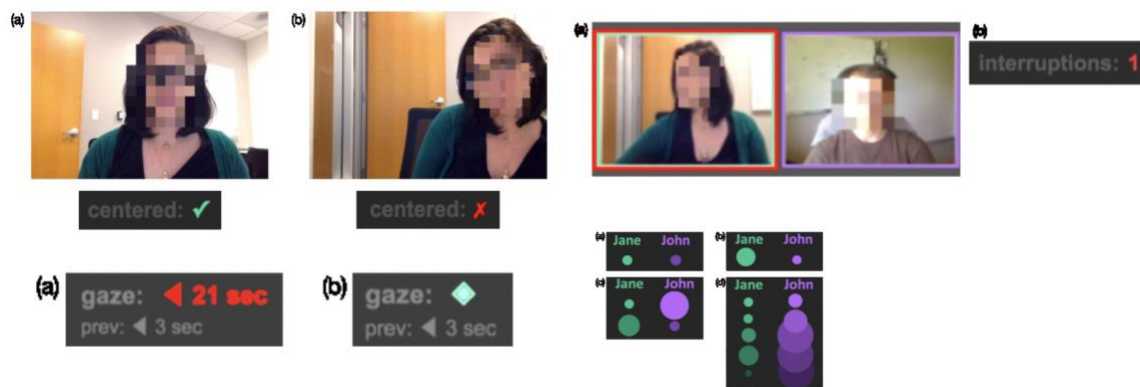 (a)
(b)
centered: ✓
centered: ✗
(a)
gaze: ◀ 21 sec
prev: ◀ 3 sec
(b)
gaze: ◆
prev: ◀ 3 sec
(a)
(b)
interruptions: 1
(a) Jane John
(b) Jane John
(c) Jane John
(d) Jane John